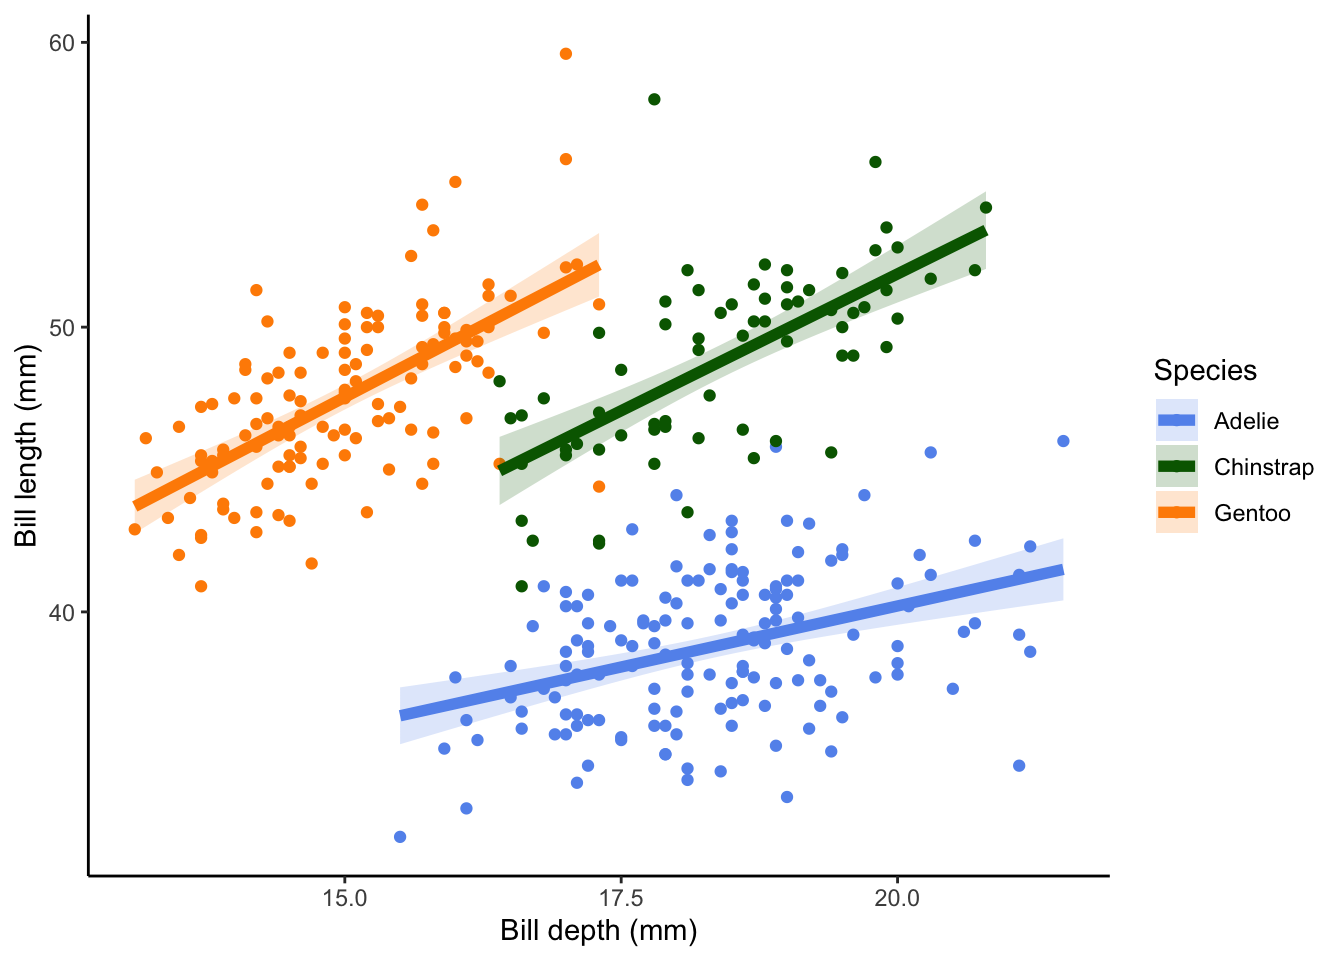 60
50
40
Bill length (mm)
15.0
17.5
20.0
Bill depth (mm)
Species
Adelie
Chinstrap
Gentoo